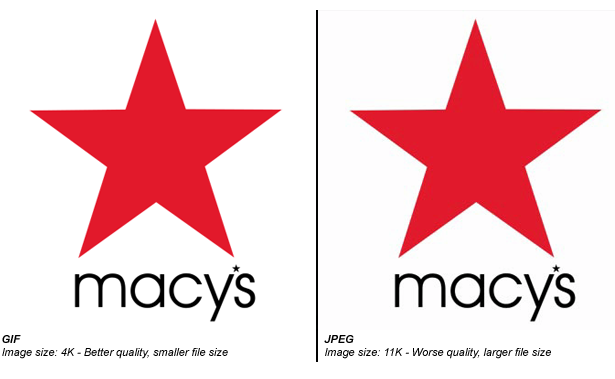 macy's
GIF
Image size: 4K - Better quality, smaller file size
macy's
JPEG
Image size: 11K - Worse quality, larger file size